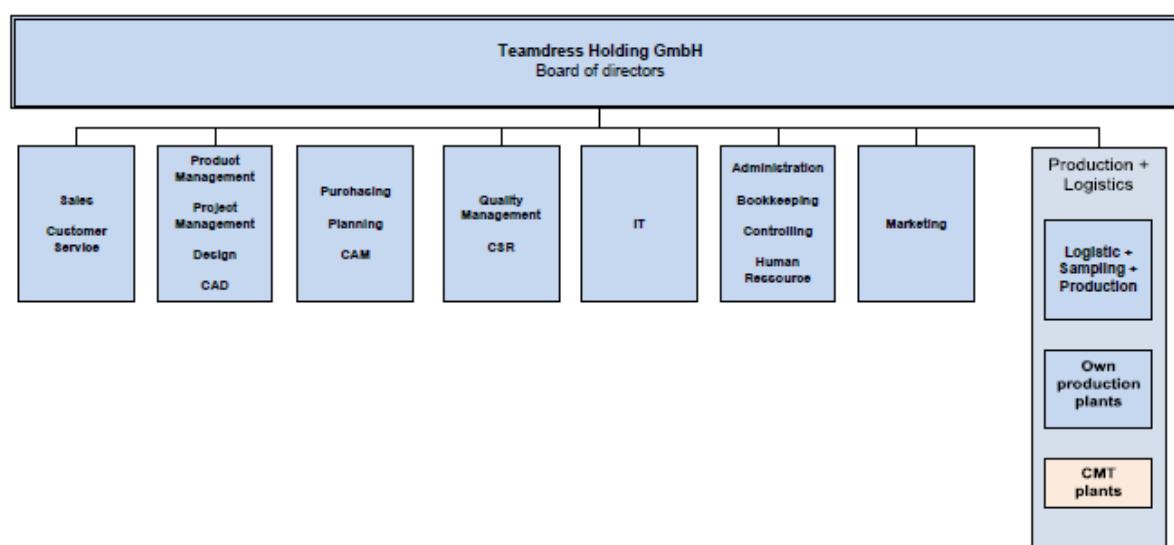 Teamdress Holding GmbH
Board of directors
Sales
Customer
Service
Product
Management
Project
Management
Design
CAD
Purchasing
Planning
CAM
Quality
Management
CSR
IT
Administration
Bookkeeping
Controlling
Human
Ressource
Marketing
Production +
Logistics
Logistic +
Sampling +
Production
Own
production
plants
CMT
plants